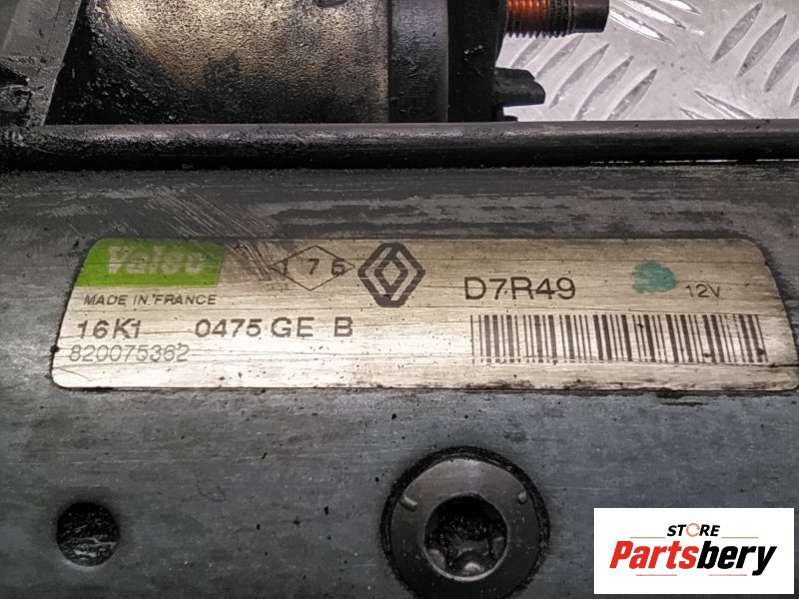 Valeo
176
D7R49
12V
MADE IN FRANCE
16K1 0475 GE B
820075362
STORE
Partsbery